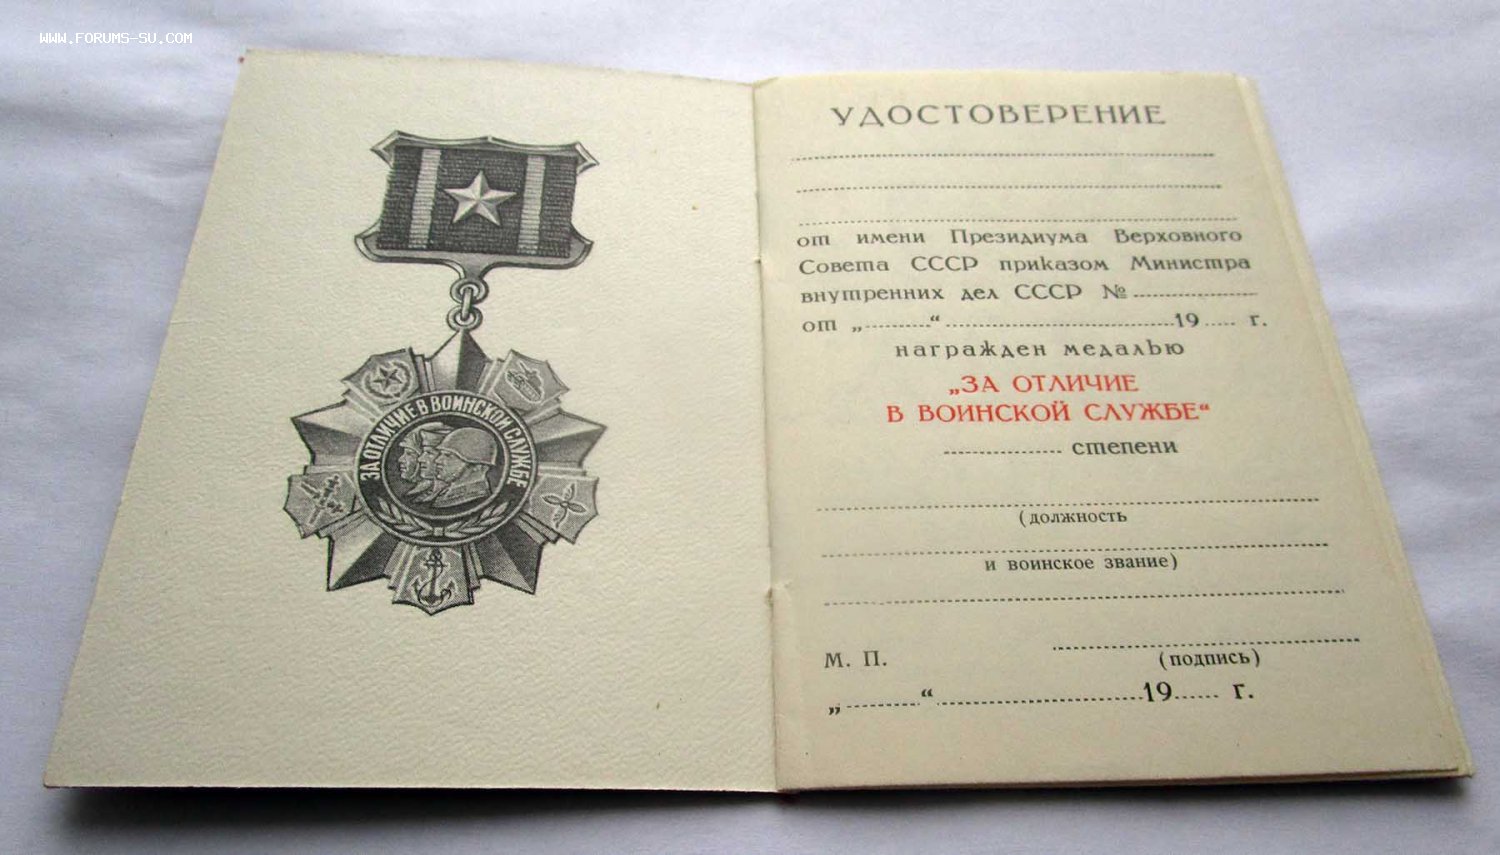 WWW.FORUMS-SU.COM
ЗА ОТЛИЧИЕ В ВОИНСКОЙ СЛУЖБЕ
УДОСТОВЕРЕНИЕ
от имени Президиума Верховного
Совета СССР приказом Министра
внутренних дел СССР №
от „ “ 19 г.
награжден медалью
„ЗА ОТЛИЧИЕ
В ВОИНСКОЙ СЛУЖБЕ“
степени
(должность
и воинское звание)
М. П.
(подпись)
„ “ 19 г.